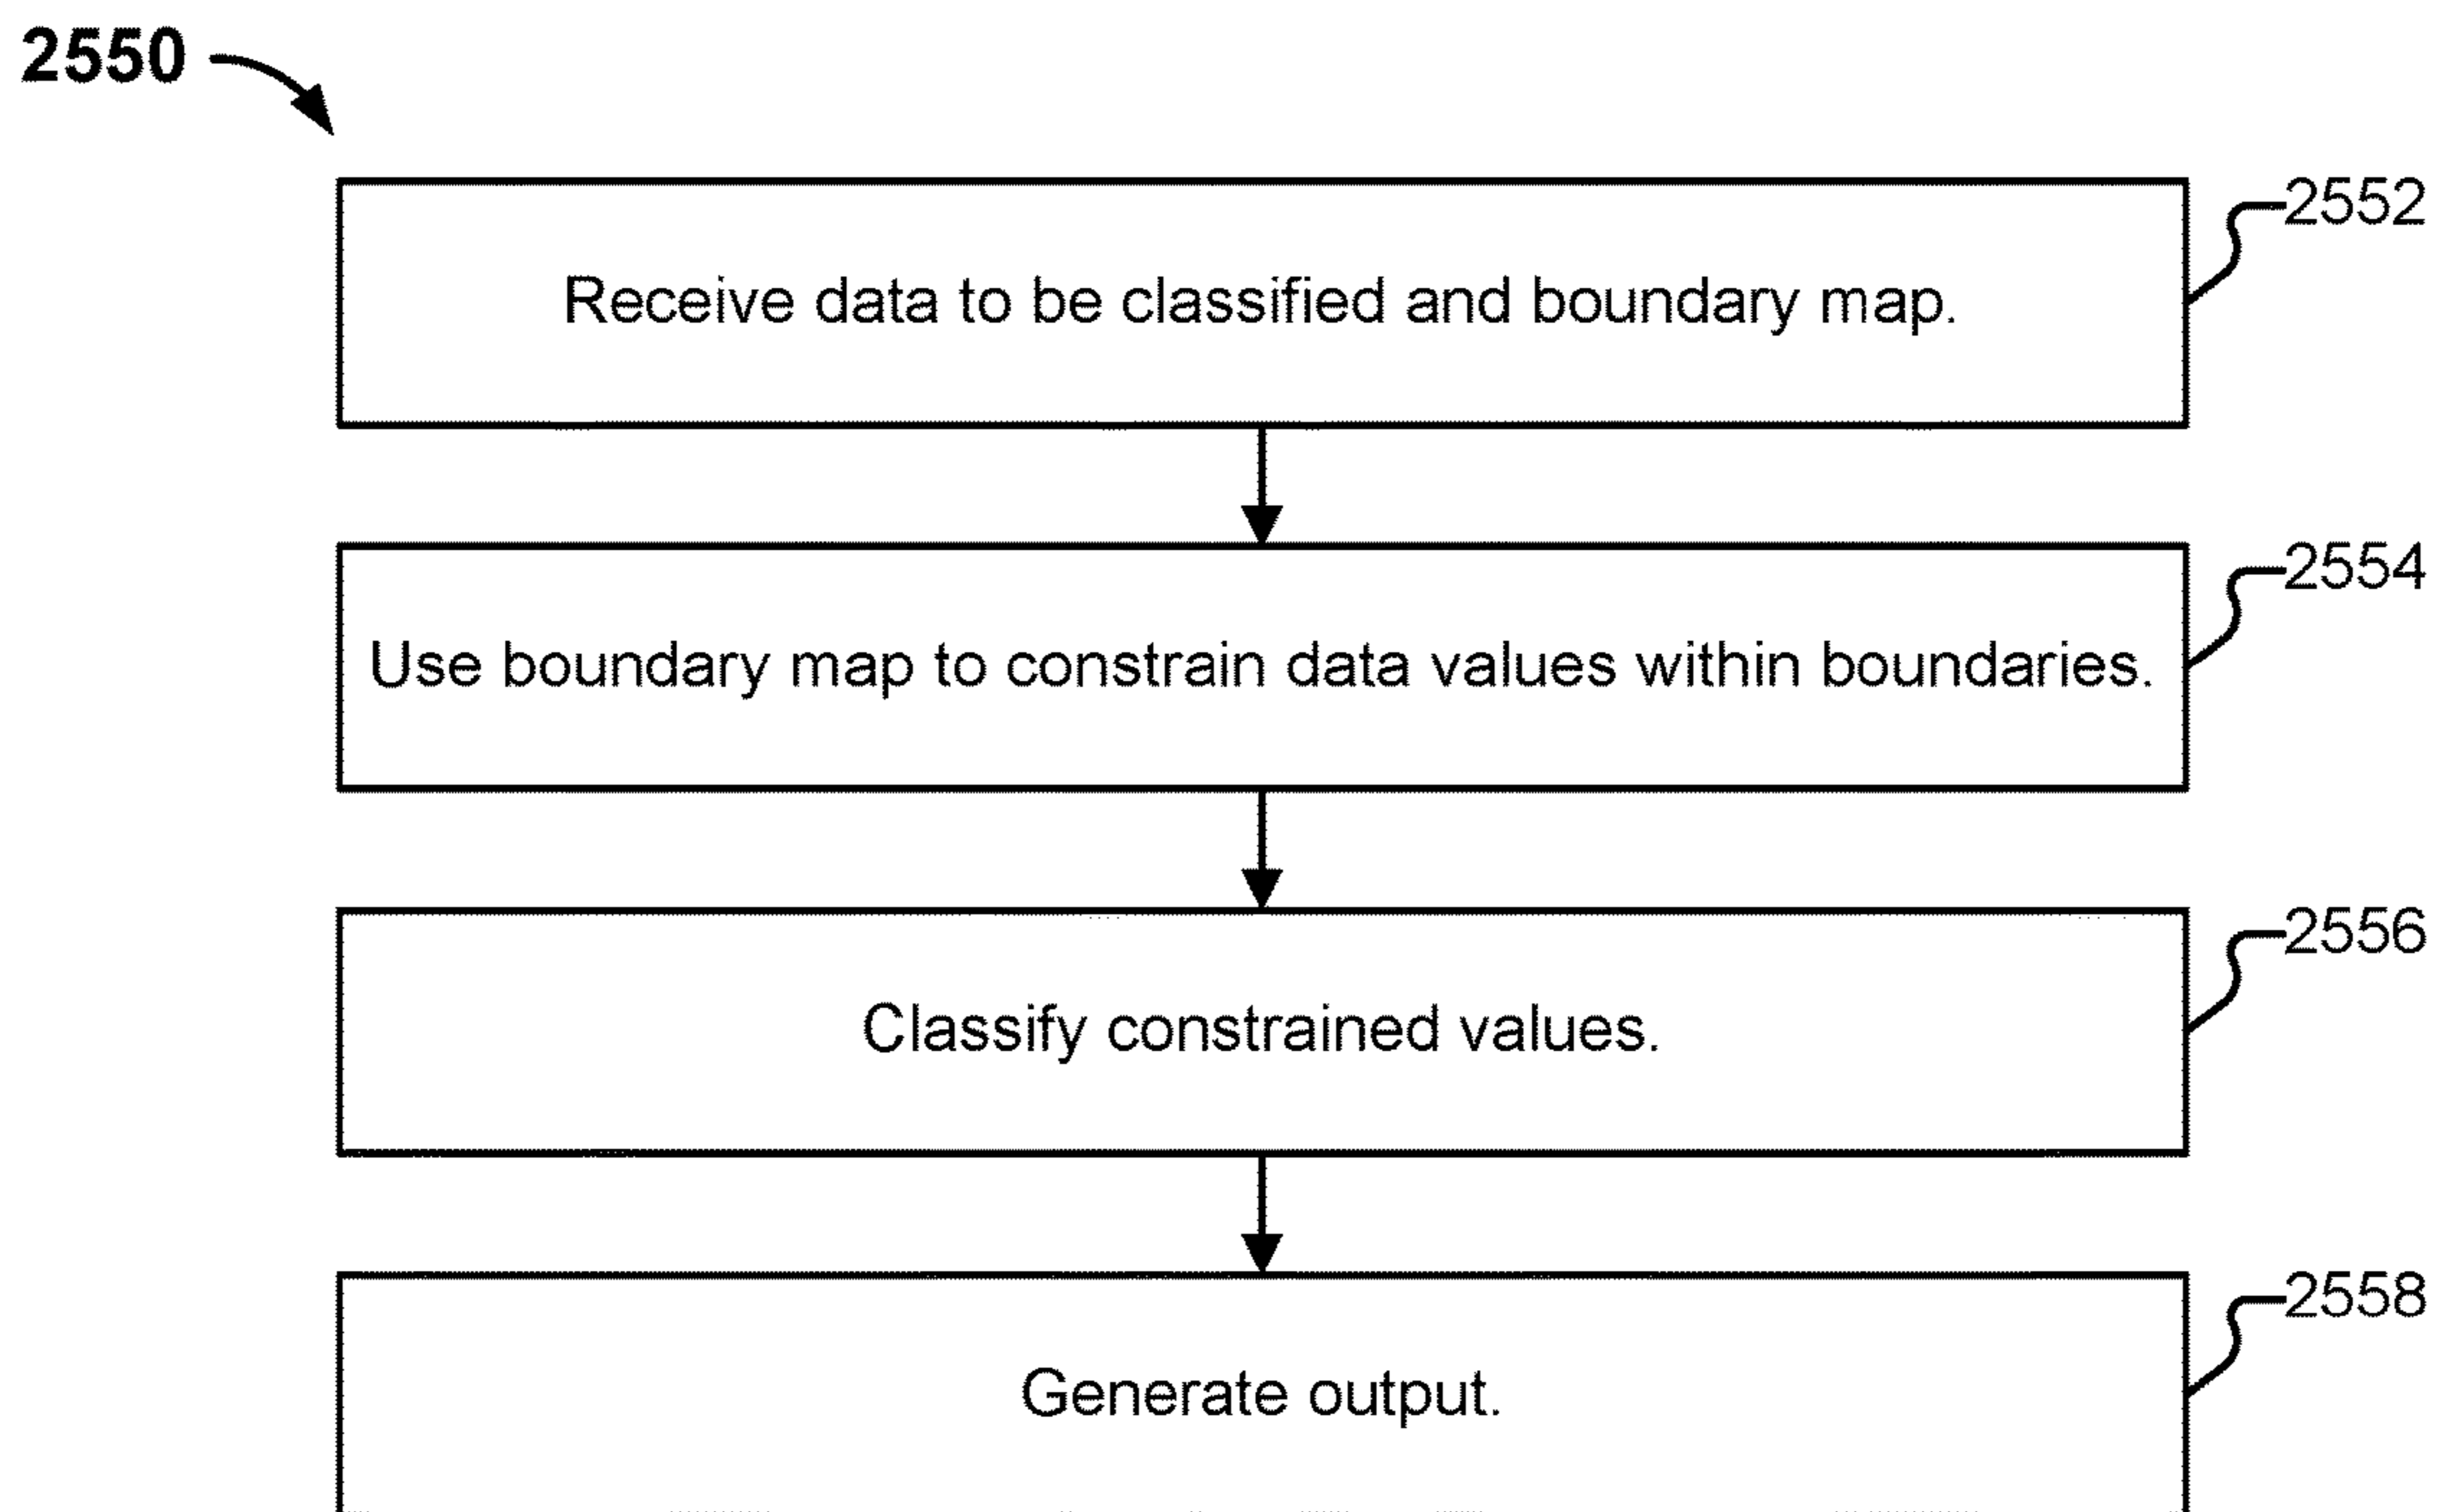 2550
2552
Receive data to be classified and boundary map.
2554
Use boundary map to constrain data values within boundaries.
2556
Classify constrained values.
2558
Generate output.